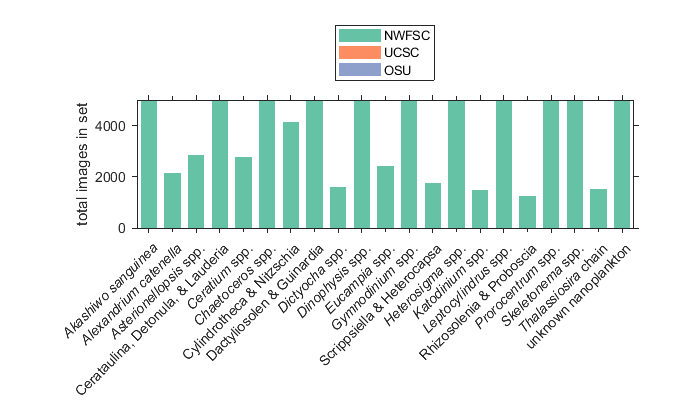 NWFSC
UCSC
OSU
total images in set
4000
2000
0
Akashiwo sanguinea
Alexandrium catenella
Asterionellopsis spp.
Cerataulina, Detonula, & Lauderia
Ceratium spp.
Chaetoceros spp.
Cylindrotheca & Nitzschia
Dactyliosolen & Guinardia
Dictyocha spp.
Dinophysis spp.
Eucampia spp.
Gymnodinium spp.
Scrippsiella & Heterocapsa
Heterosigma spp.
Katodinium spp.
Leptocylindrus spp.
Rhizosolenia & Proboscia
Prorocentrum spp.
Skeletonema spp.
Thalassiosira chain
unknown nanoplankton